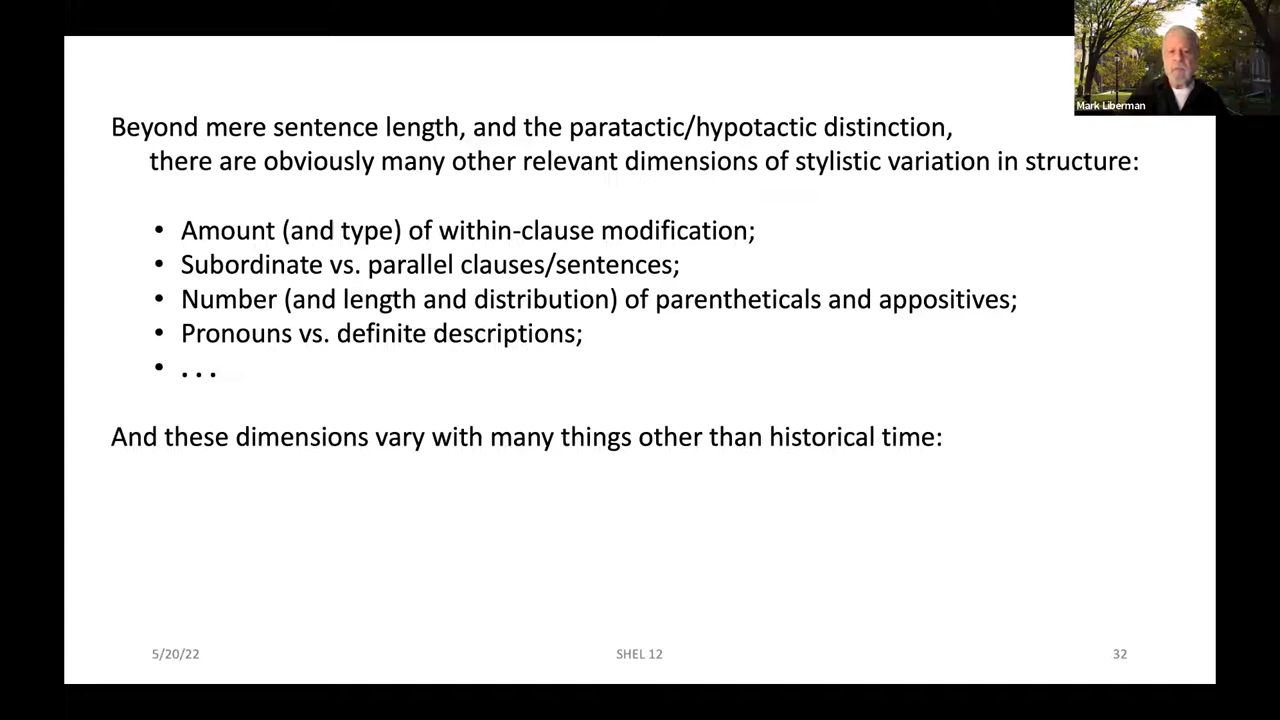 Mark Liberman
Beyond mere sentence length, and the paratactic/hypotactic distinction,
there are obviously many other relevant dimensions of stylistic variation in structure:
• Amount (and type) of within-clause modification;
• Subordinate vs. parallel clauses/sentences;
• Number (and length and distribution) of parentheticals and appositives;
• Pronouns vs. definite descriptions;
• . . .
And these dimensions vary with many things other than historical time:
5/20/22 SHEL 12 32